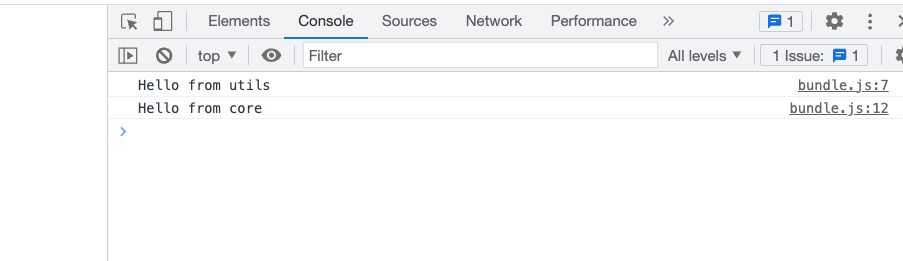 Elements Console Sources Network Performance » 1
top ▼ Filter All levels ▼ 1 Issue: 1
Hello from utils bundle.js:7
Hello from core bundle.js:12